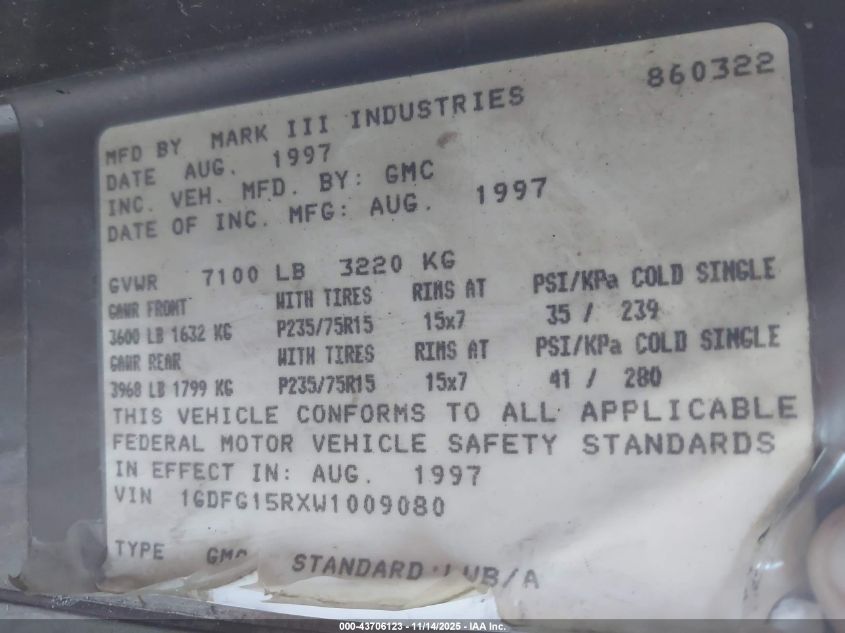 860322
MFD BY MARK III INDUSTRIES
DATE AUG. 1997
INC. VEH. MFD. BY: GMC
DATE OF INC. MFG: AUG. 1997
GVWR 7100 LB 3220 KG
GAWR FRONT WITH TIRES RIMS AT PSI/KPa COLD SINGLE
3600 LB 1632 KG P235/75R15 15x7 35 / 239
GAWR REAR WITH TIRES RIMS AT PSI/KPa COLD SINGLE
3968 LB 1799 KG P235/75R15 15x7 41 / 280
THIS VEHICLE CONFORMS TO ALL APPLICABLE
FEDERAL MOTOR VEHICLE SAFETY STANDARDS
IN EFFECT IN: AUG. 1997
VIN 1GDFG15RXW1009080
TYPE GMC STANDARD
000-43706123 - 11/14/2025 - IAA Inc.